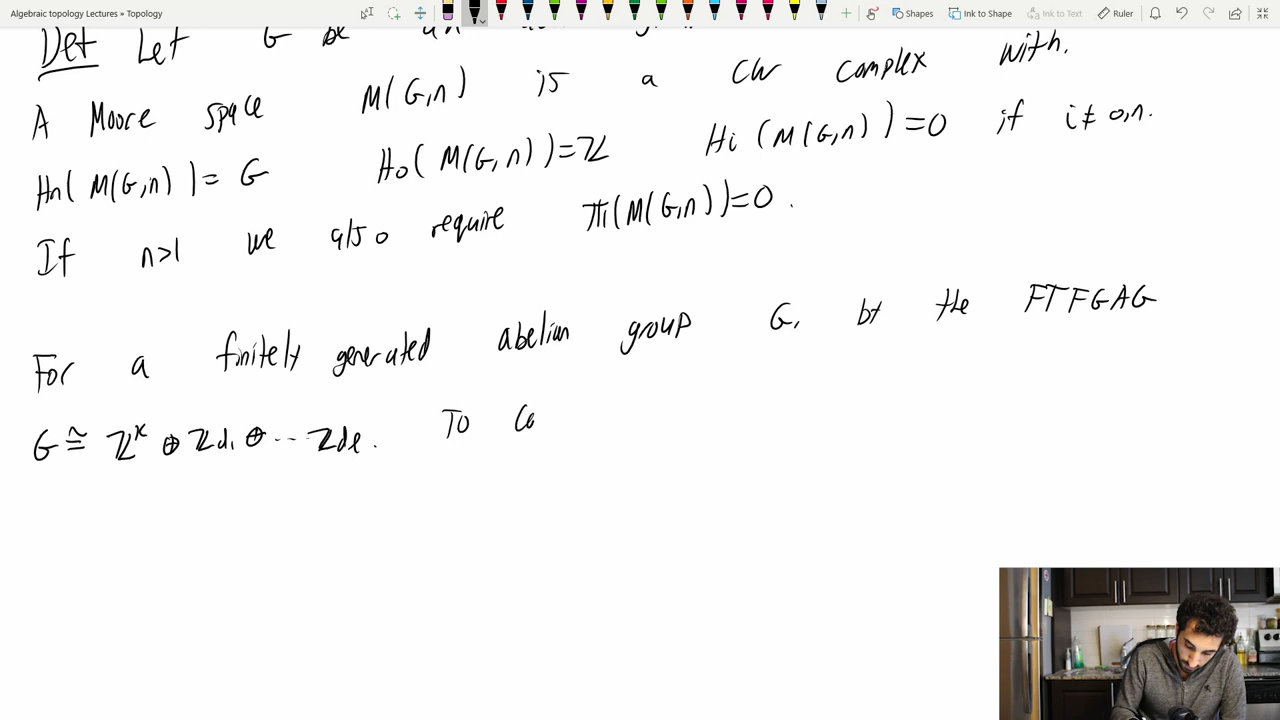 Algebraic topology Lectures » Topology
Shapes Ink to Shape Ink to Text Ruler
Def Let G be
A Moore space M(G,n) is a CW complex with.
Hn(M(G,n))=G H0(M(G,n))=ℤ Hi(M(G,n))=0 if i≠0,n.
If n>1 we also require π1(M(G,n))=0.
For a finitely generated abelian group G, bt the FTFGAG
G≅ℤ^k⊕ℤd1⊕--ℤdl. To Co